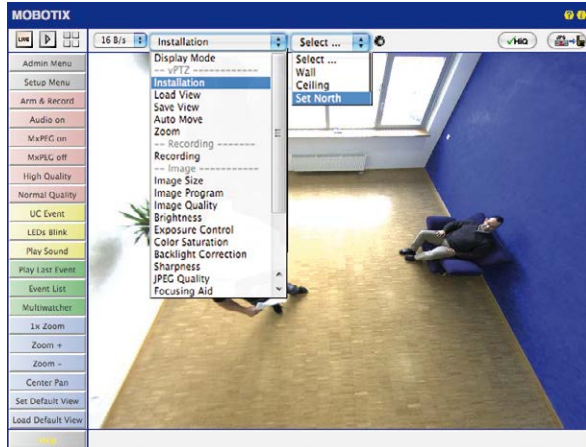 MOBOTIX
LIVE
16 B/s
Installation
Select ...
HiQ
Admin Menu
Setup Menu
Arm & Record
Audio on
MxPEG on
MxPEG off
High Quality
Normal Quality
UC Event
LEDs Blink
Play Sound
Play Last Event
Event List
Multiwatcher
1x Zoom
Zoom +
Zoom –
Center Pan
Set Default View
Load Default View
Display Mode
-- vPTZ ------------
Installation
Load View
Save View
Auto Move
Zoom
-- Recording -------
Recording
-- Image -----------
Image Size
Image Program
Image Quality
Brightness
Exposure Control
Color Saturation
Backlight Correction
Sharpness
JPEG Quality
Focusing Aid
Select ...
Wall
Ceiling
Set North